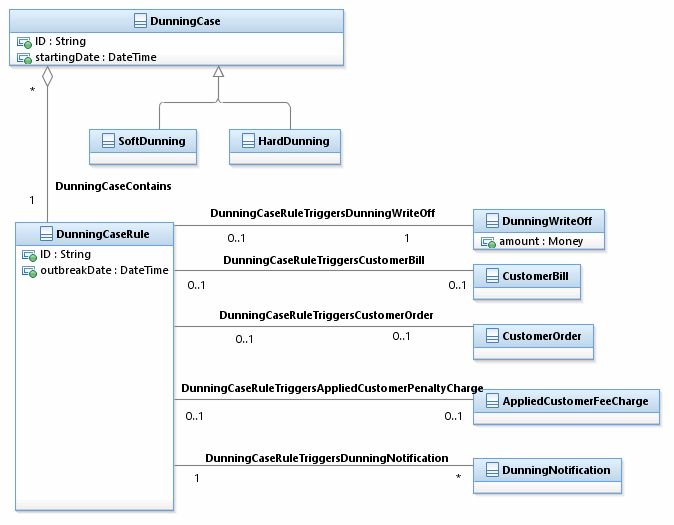 DunningCase
ID : String
startingDate : DateTime
*
SoftDunning
HardDunning
DunningCaseContains
1
DunningCaseRule
ID : String
outbreakDate : DateTime
DunningCaseRuleTriggersDunningWriteOff
0..1
1
DunningWriteOff
amount : Money
DunningCaseRuleTriggersCustomerBill
0..1
0..1
CustomerBill
DunningCaseRuleTriggersCustomerOrder
0..1
0..1
CustomerOrder
DunningCaseRuleTriggersAppliedCustomerPenaltyCharge
0..1
0..1
AppliedCustomerFeeCharge
DunningCaseRuleTriggersDunningNotification
1
*
DunningNotification